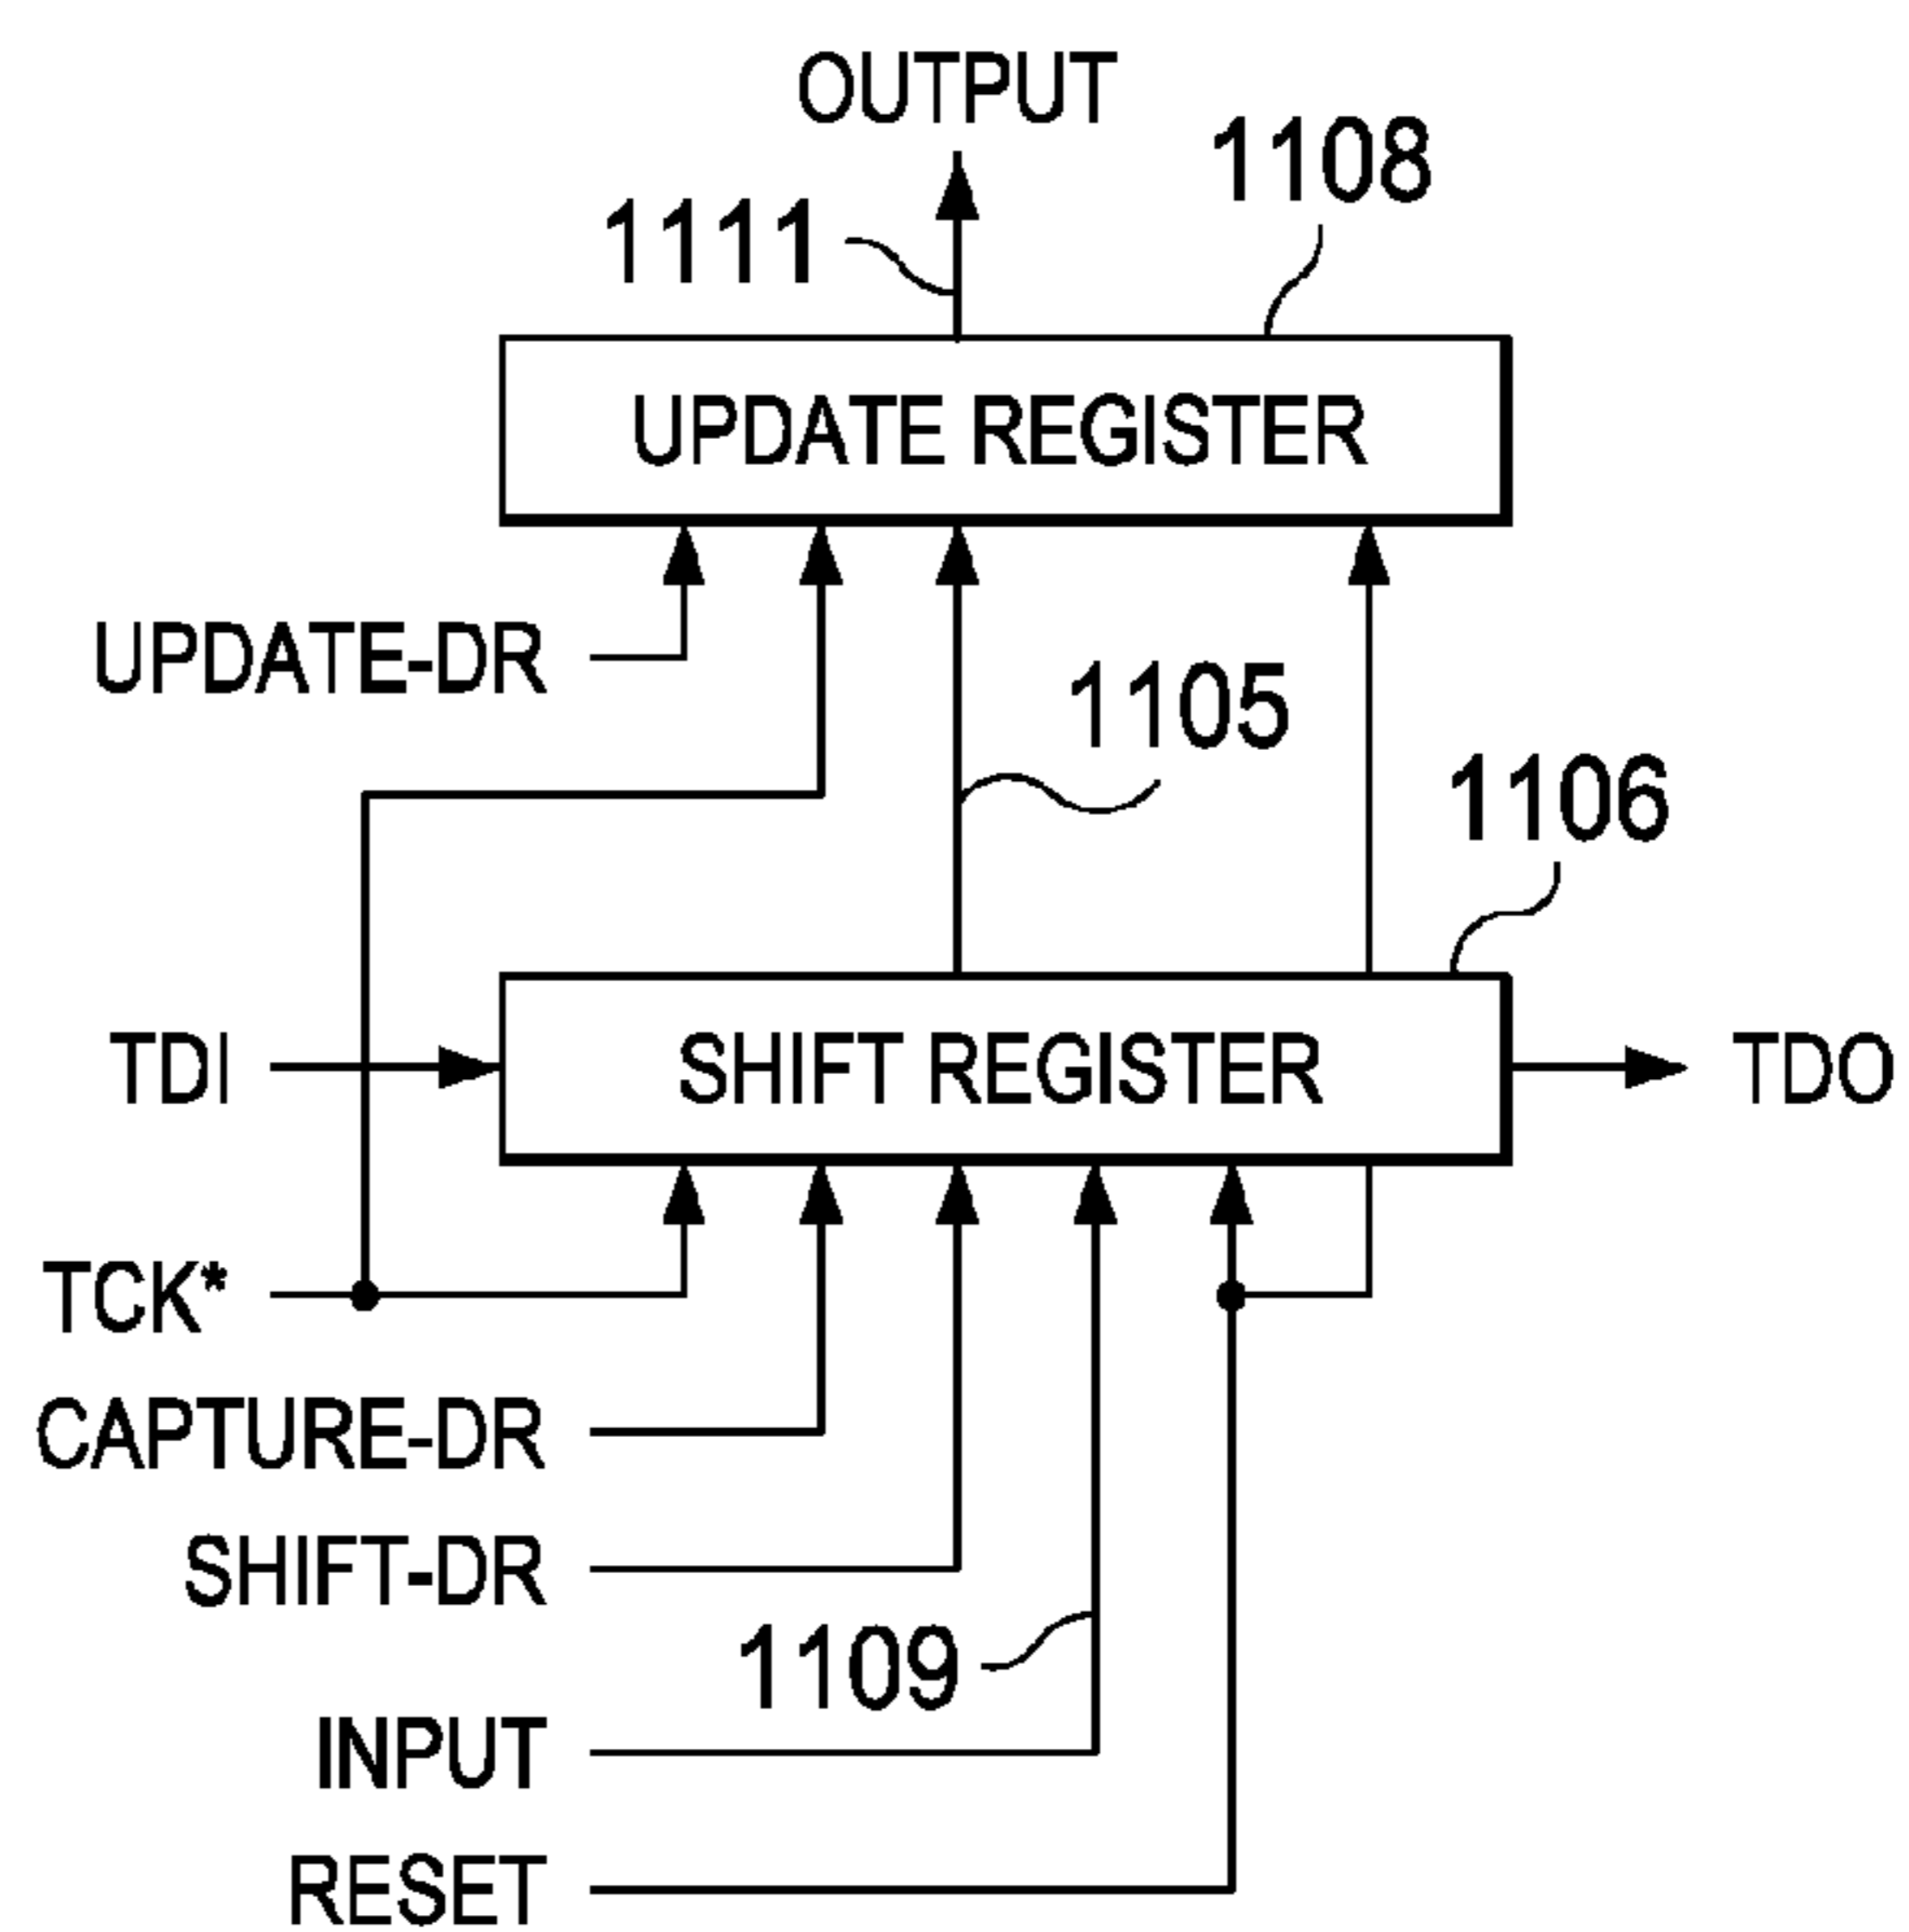 OUTPUT
1108
1111
UPDATE REGISTER
UPDATE-DR
1105
1106
TDI
SHIFT REGISTER
TDO
TCK*
CAPTURE-DR
SHIFT-DR
1109
INPUT
RESET